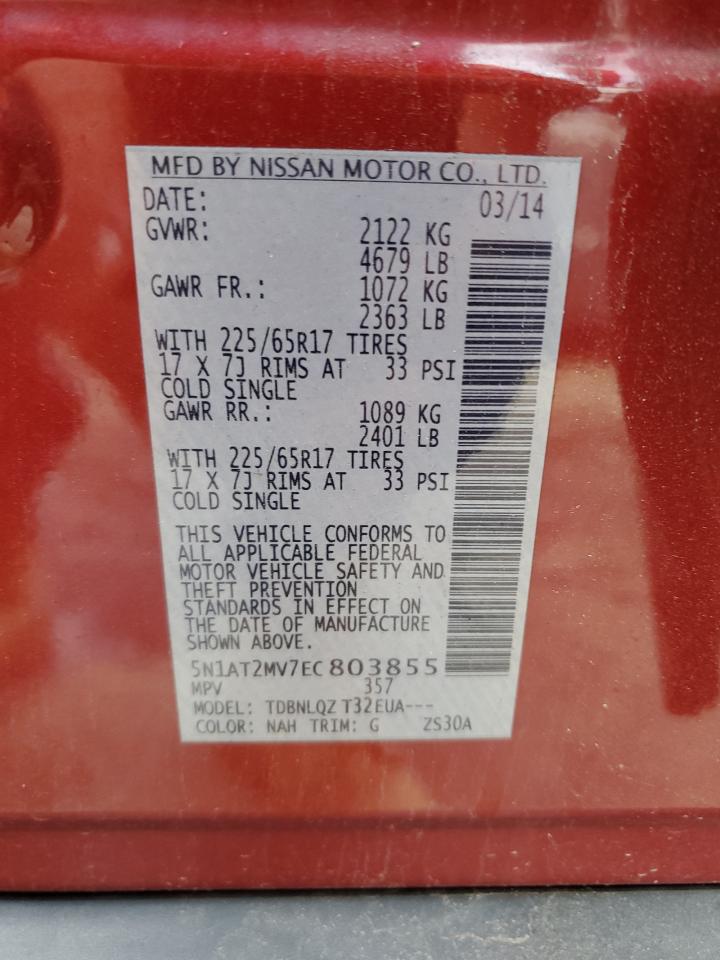 MFD BY NISSAN MOTOR CO., LTD.
DATE: 03/14
GVWR: 2122 KG
4679 LB
GAWR FR.: 1072 KG
2363 LB
WITH 225/65R17 TIRES
17 X 7J RIMS AT 33 PSI
COLD SINGLE
GAWR RR.: 1089 KG
2401 LB
WITH 225/65R17 TIRES
17 X 7J RIMS AT 33 PSI
COLD SINGLE
THIS VEHICLE CONFORMS TO
ALL APPLICABLE FEDERAL
MOTOR VEHICLE SAFETY AND
THEFT PREVENTION
STANDARDS IN EFFECT ON
THE DATE OF MANUFACTURE
SHOWN ABOVE.
5N1AT2MV7EC803855
MPV 357
MODEL: TDBNLQZ T32EUA---
COLOR: NAH TRIM: G ZS30A